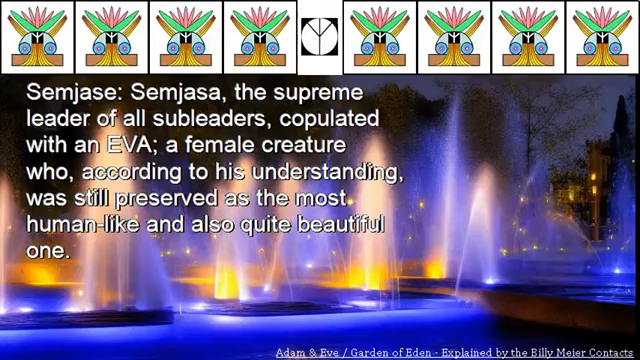 Semjase: Semjasa, the supreme
leader of all subleaders, copulated
with an EVA; a female creature
who, according to his understanding,
was still preserved as the most
human-like and also quite beautiful
one.
Adam & Eve / Garden of Eden - Explained by the Billy Meier Contacts